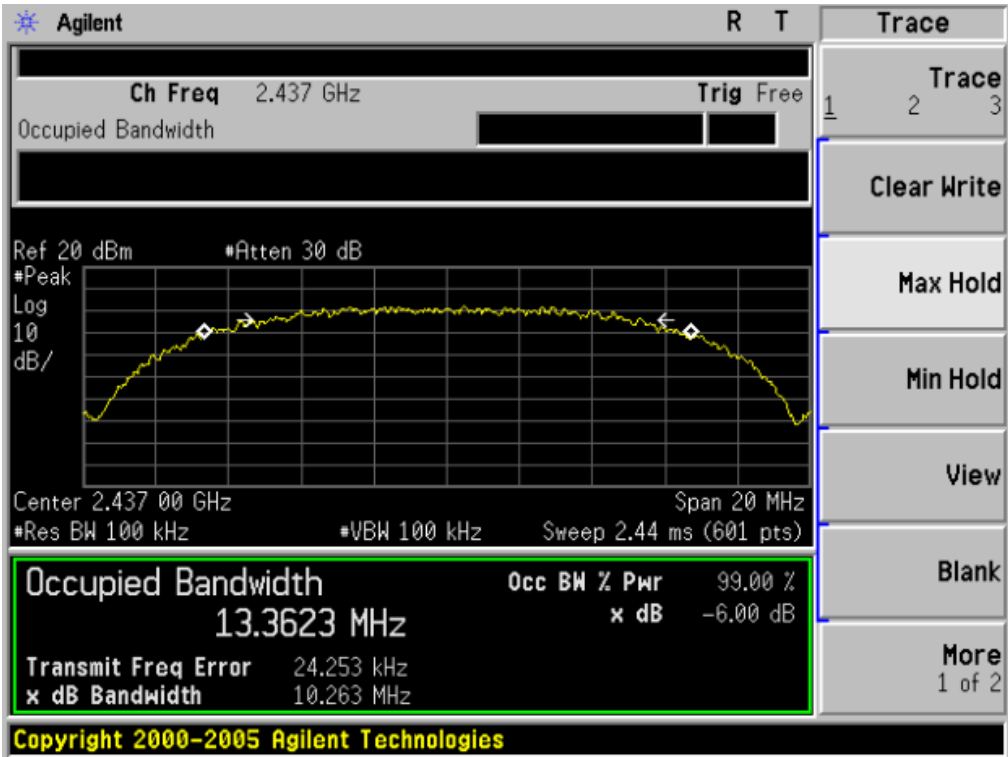 Agilent R T
Ch Freq 2.437 GHz Trig Free
Occupied Bandwidth
Ref 20 dBm #Atten 30 dB
#Peak
Log
10
dB/
Center 2.437 00 GHz Span 20 MHz
#Res BW 100 kHz #VBW 100 kHz Sweep 2.44 ms (601 pts)
Occupied Bandwidth
13.3623 MHz
Occ BW % Pwr 99.00 %
x dB -6.00 dB
Transmit Freq Error 24.253 kHz
x dB Bandwidth 10.263 MHz
Copyright 2000-2005 Agilent Technologies
Trace
Trace
1 2 3
Clear Write
Max Hold
Min Hold
View
Blank
More
1 of 2